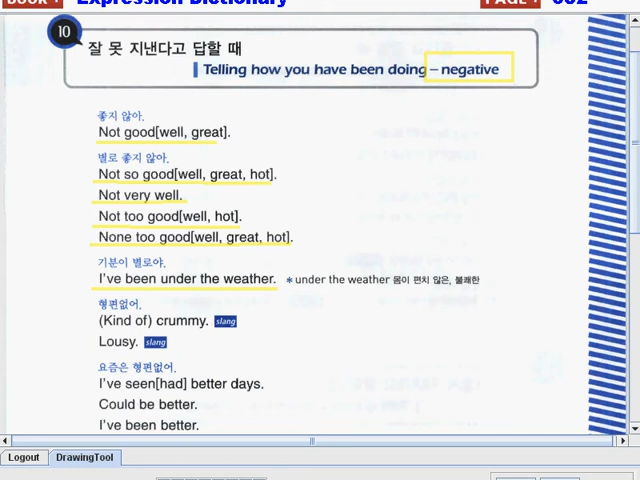 Expression Dictionary
10
잘 못 지낸다고 답할 때
Telling how you have been doing – negative
좋지 않아.
Not good[well, great].
별로 좋지 않아.
Not so good[well, great, hot].
Not very well.
Not too good[well, hot].
None too good[well, great, hot].
기분이 별로야.
I've been under the weather. *under the weather 몸이 편치 않은, 불쾌한
형편없어.
(Kind of) crummy. slang
Lousy. slang
요즘은 형편없어.
I've seen[had] better days.
Could be better.
I've been better.
Logout DrawingTool